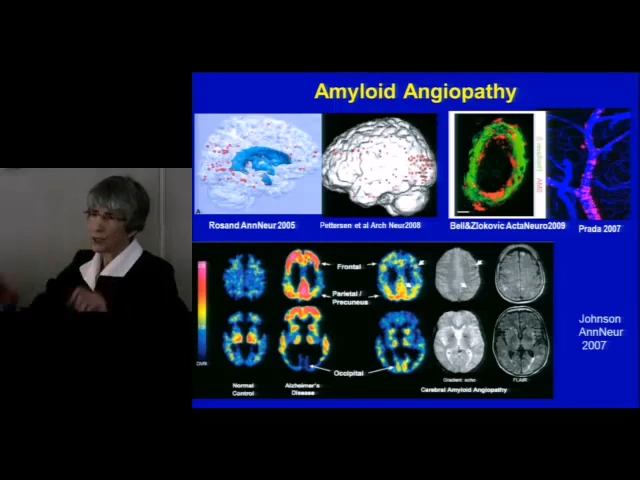 Amyloid Angiopathy
A
Rosand AnnNeur 2005
Pettersen et al Arch Neur2008
Bell&Zlokovic ActaNeuro2009
Prada 2007
Frontal
Parietal /
Precuneus
Occipital
Normal
Control
Alzheimer's
Disease
Gradient echo
FLAIR
Cerebral Amyloid Angiopathy
Johnson
AnnNeur
2007